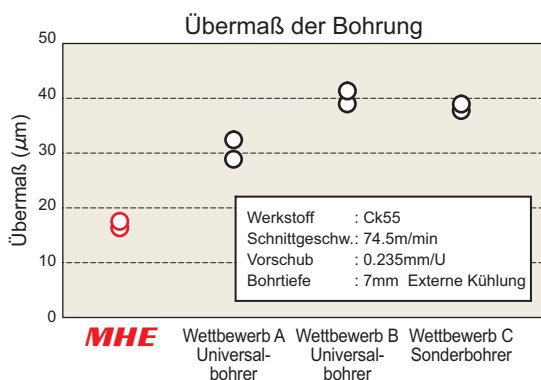 Übermaß der Bohrung
Übermaß (µm)
50
40
30
20
10
0
Werkstoff : Ck55
Schnittgeschw.: 74.5m/min
Vorschub : 0.235mm/U
Bohrtiefe : 7mm Externe Kühlung
MHE
Wettbewerb A
Universal-
bohrer
Wettbewerb B
Universal-
bohrer
Wettbewerb C
Sonderbohrer